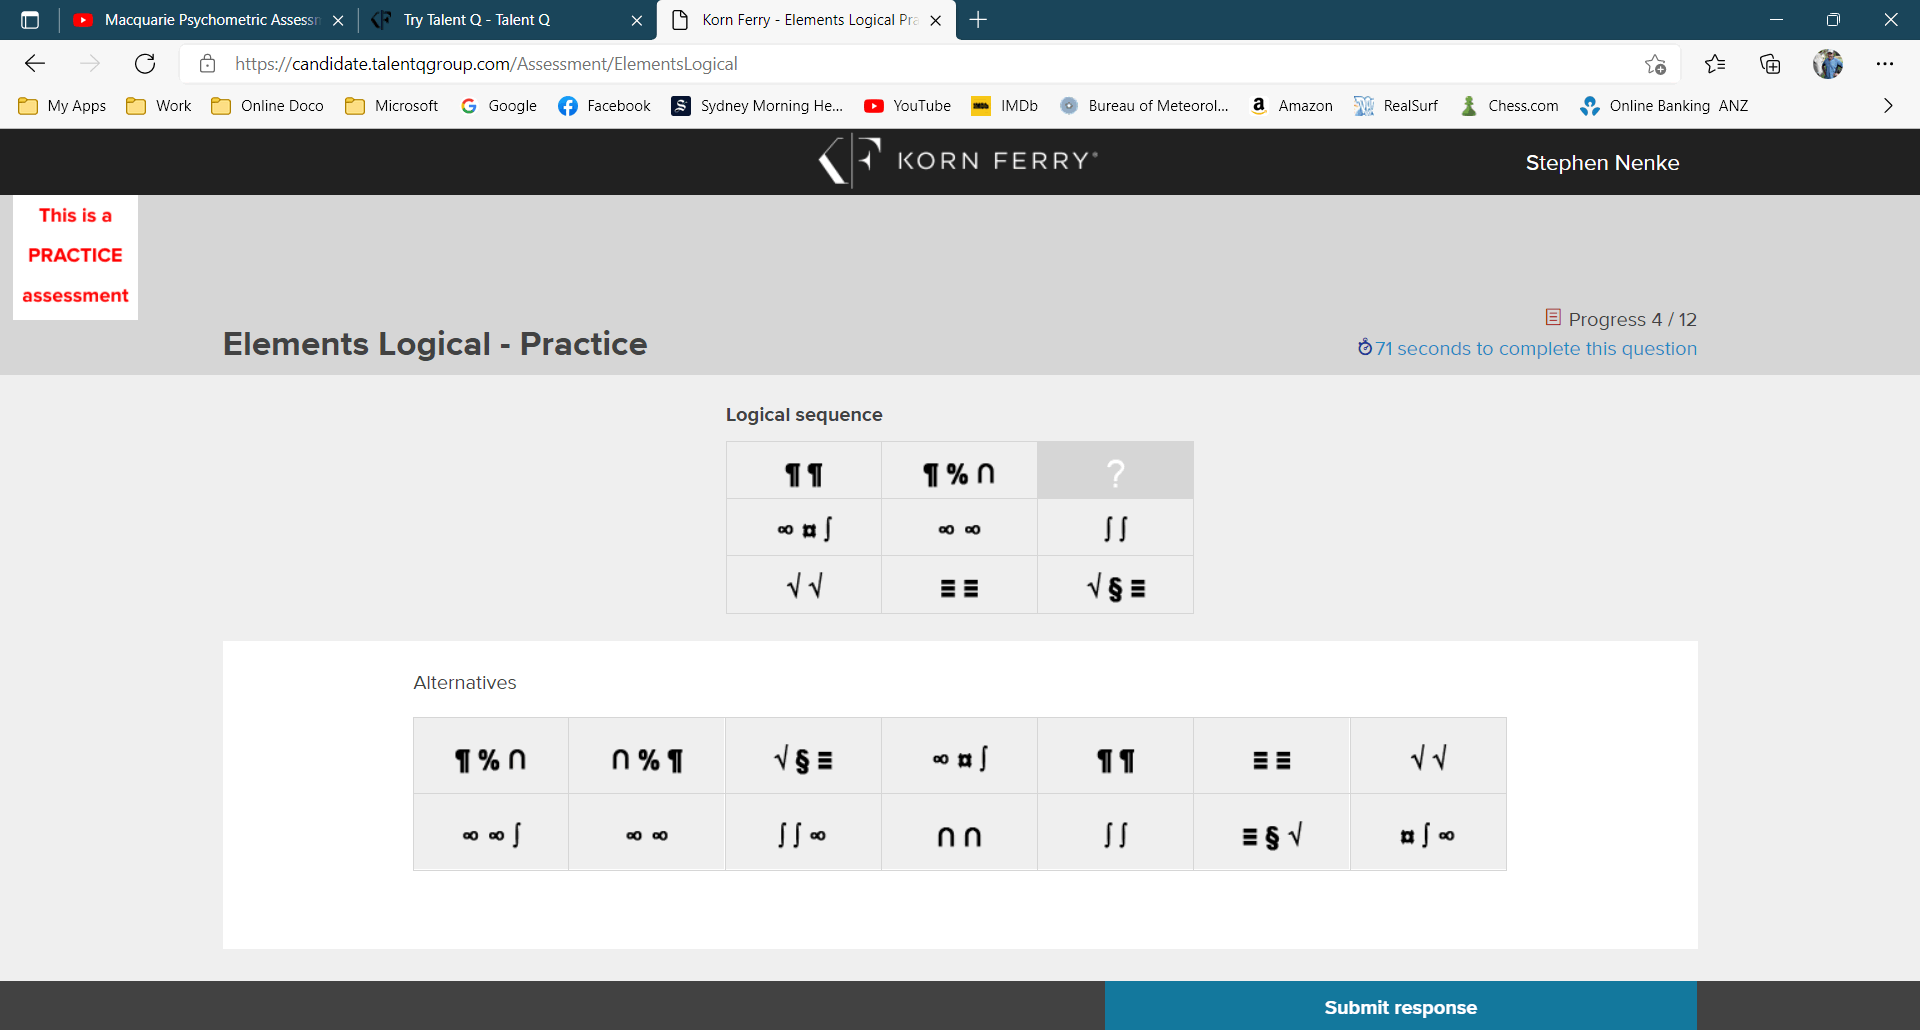 Macquarie Psychometric Assessm
Try Talent Q - Talent Q
Korn Ferry - Elements Logical Pra
https://candidate.talentqgroup.com/Assessment/ElementsLogical
My Apps Work Online Doco Microsoft Google Facebook Sydney Morning He... YouTube IMDb Bureau of Meteorol... Amazon RealSurf Chess.com Online Banking ANZ
KORN FERRY
Stephen Nenke
This is a
PRACTICE
assessment
Elements Logical - Practice
Progress 4 / 12
71 seconds to complete this question
Logical sequence
¶ ¶ ¶ % ∩ ?
∞ ¤ ∫ ∞ ∞ ∫ ∫
√ √ ≡ ≡ √ § ≡
Alternatives
¶ % ∩ ∩ % ¶ √ § ≡ ∞ ¤ ∫ ¶ ¶ ≡ ≡ √ √
∞ ∞ ∫ ∞ ∞ ∫ ∫ ∞ ∩ ∩ ∫ ∫ ≡ § √ ¤ ∫ ∞
Submit response